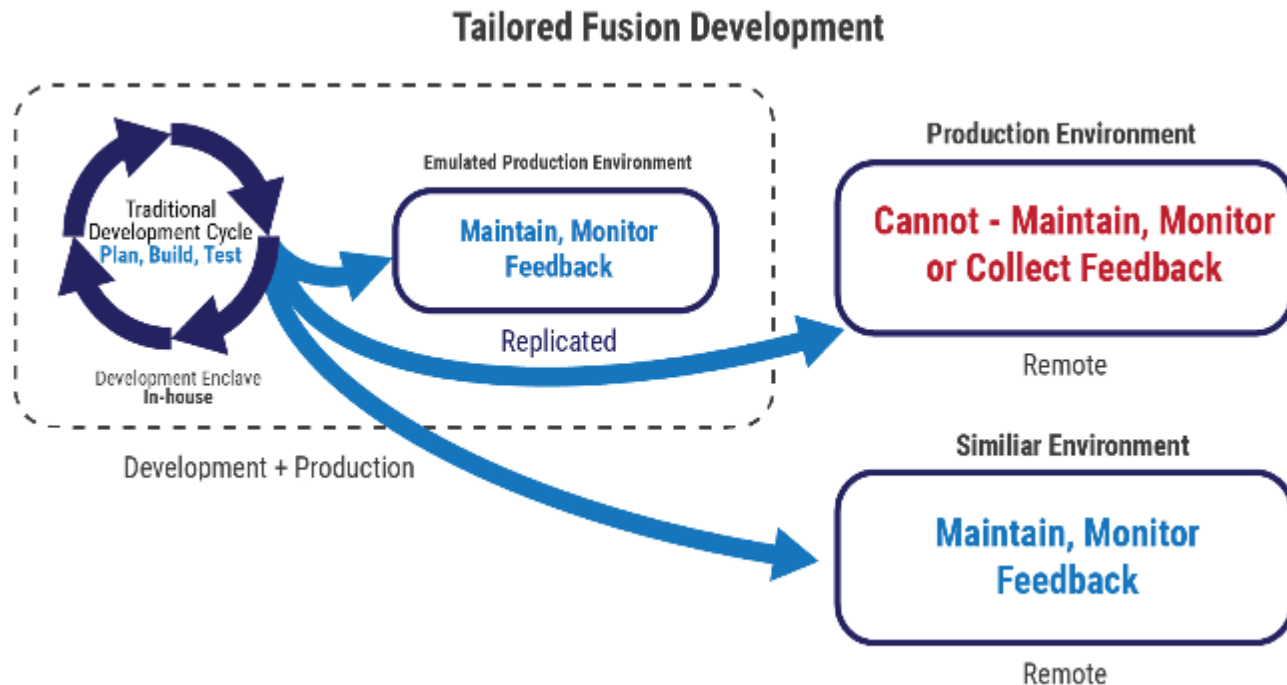 Tailored Fusion Development
Traditional
Development Cycle
Plan, Build, Test
Development Enclave
In-house
Emulated Production Environment
Maintain, Monitor
Feedback
Replicated
Development + Production
Production Environment
Cannot - Maintain, Monitor
or Collect Feedback
Remote
Similiar Environment
Maintain, Monitor
Feedback
Remote